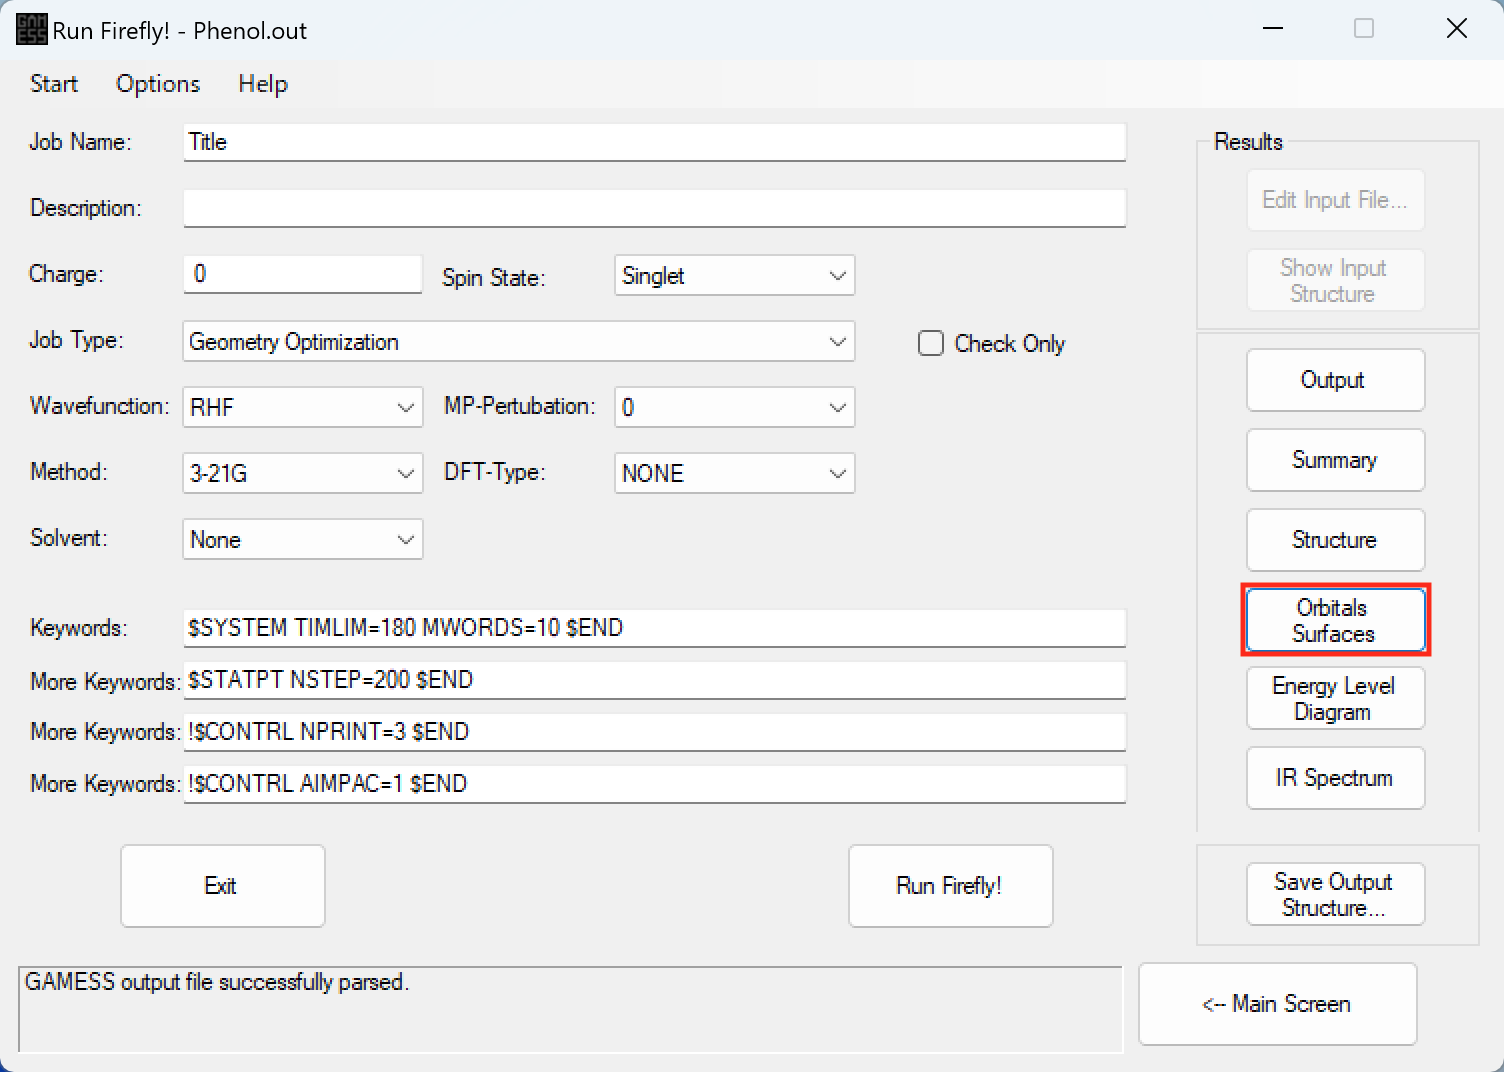 GAMESS
Run Firefly! - Phenol.out
Start Options Help
Job Name: Title
Description:
Charge: 0 Spin State: Singlet
Job Type: Geometry Optimization Check Only
Wavefunction: RHF MP-Pertubation: 0
Method: 3-21G DFT-Type: NONE
Solvent: None
Keywords: $SYSTEM TIMLIM=180 MWORDS=10 $END
More Keywords: $STATPT NSTEP=200 $END
More Keywords: !$CONTRL NPRINT=3 $END
More Keywords: !$CONTRL AIMPAC=1 $END
Exit
Run Firefly!
Results
Edit Input File...
Show Input
Structure
Output
Summary
Structure
Orbitals
Surfaces
Energy Level
Diagram
IR Spectrum
Save Output
Structure...
GAMESS output file successfully parsed.
<-- Main Screen